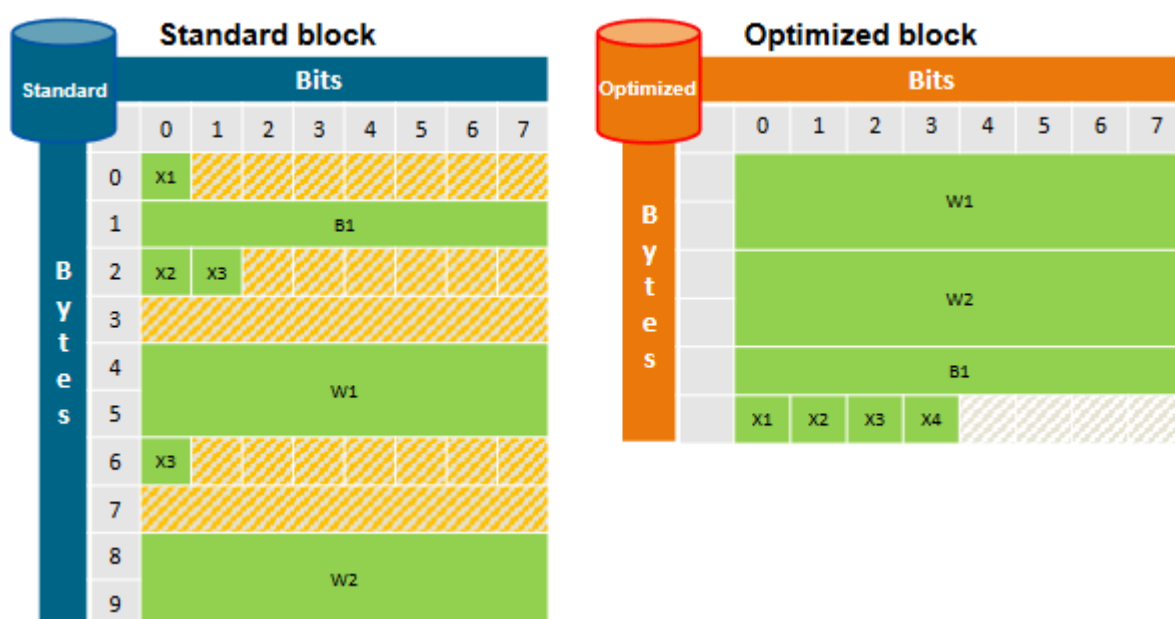 Standard block
Standard
Bits
0 1 2 3 4 5 6 7
Bytes
0 X1
1 B1
2 X2 X3
3
4
W1
5
6 X3
7
8
W2
9
Optimized block
Optimized
Bits
0 1 2 3 4 5 6 7
Bytes
W1
W2
B1
X1 X2 X3 X4